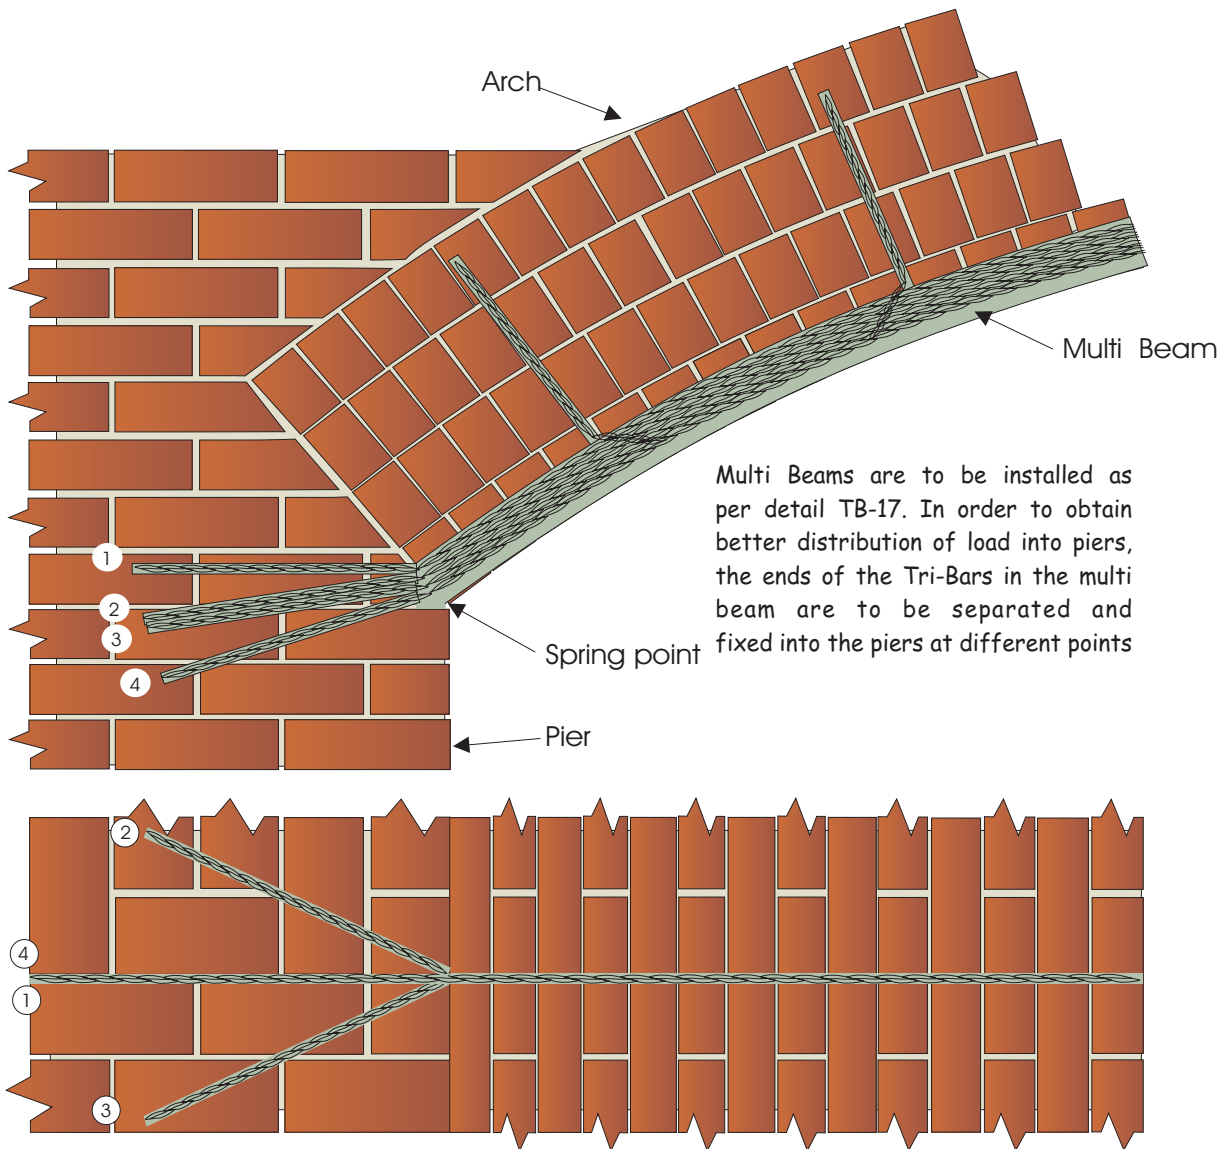 Arch
Multi Beam
Multi Beams are to be installed as
per detail TB-17. In order to obtain
better distribution of load into piers,
the ends of the Tri-Bars in the multi
beam are to be separated and
fixed into the piers at different points
1
2
3
4
Spring point
Pier
2
4
1
3